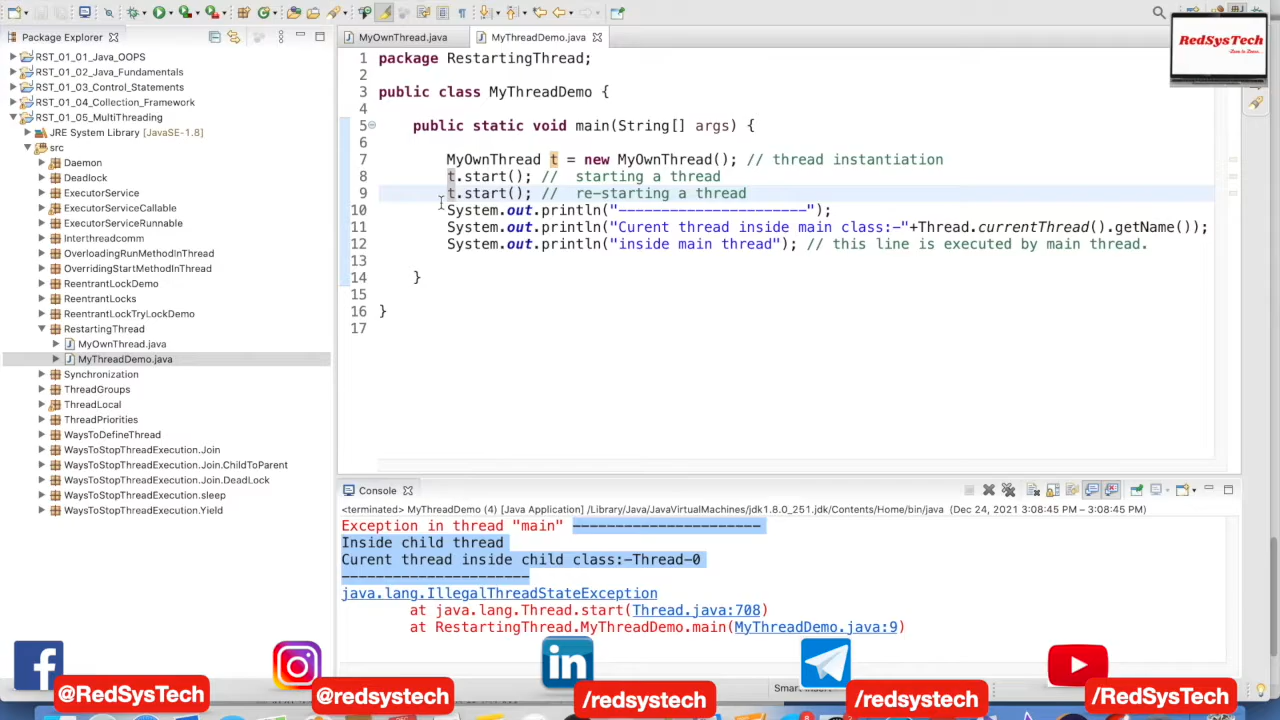 Package Explorer
MyOwnThread.java
MyThreadDemo.java
RedSysTech
RST_01_01_Java_OOPS
RST_01_02_Java_Fundamentals
RST_01_03_Control_Statements
RST_01_04_Collection_Framework
RST_01_05_MultiThreading
JRE System Library [JavaSE-1.8]
src
Daemon
Deadlock
ExecutorService
ExecutorServiceCallable
ExecutorServiceRunnable
Interthreadcomm
OverloadingRunMethodInThread
OverridingStartMethodInThread
ReentrantLockDemo
ReentrantLocks
ReentrantLockTryLockDemo
RestartingThread
MyOwnThread.java
MyThreadDemo.java
Synchronization
ThreadGroups
ThreadLocal
ThreadPriorities
WaysToDefineThread
WaysToStopThreadExecution.Join
WaysToStopThreadExecution.Join.ChildToParent
WaysToStopThreadExecution.Join.DeadLock
WaysToStopThreadExecution.sleep
WaysToStopThreadExecution.Yield
1 package RestartingThread;
2
3 public class MyThreadDemo {
4
5 public static void main(String[] args) {
6
7 MyOwnThread t = new MyOwnThread(); // thread instantiation
8 t.start(); // starting a thread
9 t.start(); // re-starting a thread
10 System.out.println("----------------------");
11 System.out.println("Curent thread inside main class:-"+Thread.currentThread().getName());
12 System.out.println("inside main thread"); // this line is executed by main thread.
13
14 }
15
16 }
17
Console
<terminated> MyThreadDemo (4) [Java Application] /Library/Java/JavaVirtualMachines/jdk1.8.0_251.jdk/Contents/Home/bin/java (Dec 24, 2021 3:08:45 PM – 3:08:45 PM)
Exception in thread "main" ----------------------
Inside child thread
Curent thread inside child class:-Thread-0
----------------------
java.lang.IllegalThreadStateException
at java.lang.Thread.start(Thread.java:708)
at RestartingThread.MyThreadDemo.main(MyThreadDemo.java:9)
@RedSysTech
@redsystech
/redsystech
/redsystech
/RedSysTech